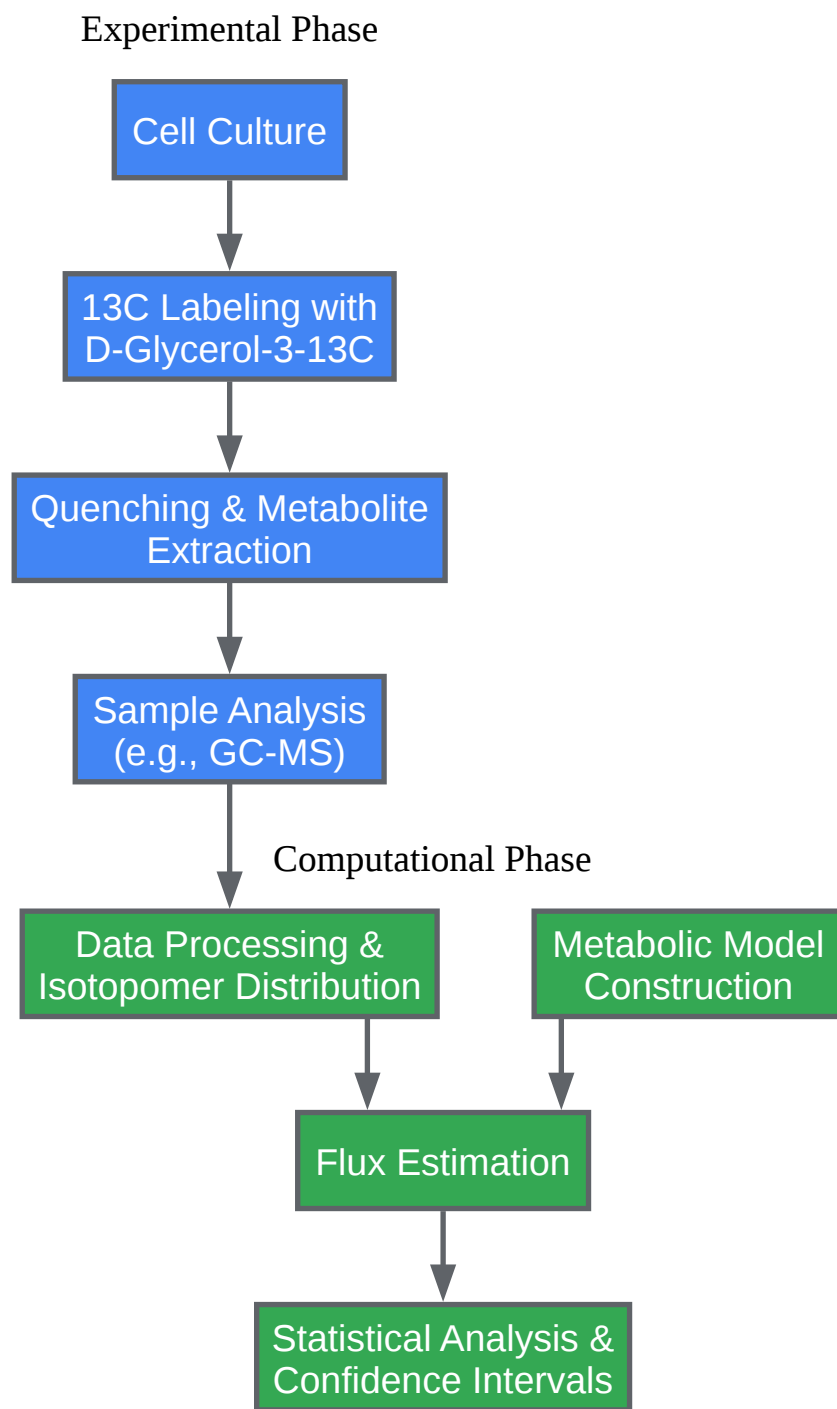 Experimental Phase
Cell Culture
13C Labeling with
D-Glycerol-3-13C
Quenching & Metabolite
Extraction
Sample Analysis
(e.g., GC-MS)
Computational Phase
Data Processing &
Isotopomer Distribution
Metabolic Model
Construction
Flux Estimation
Statistical Analysis &
Confidence Intervals